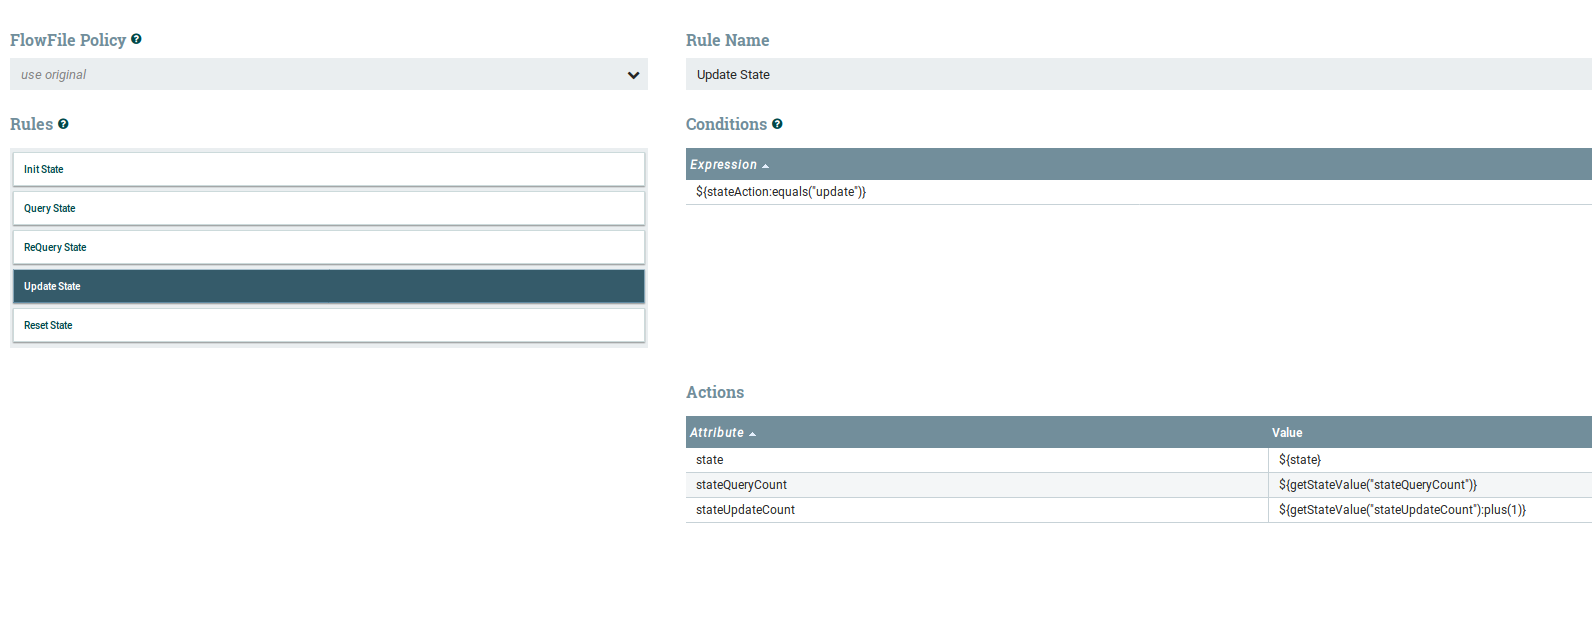 FlowFile Policy
use original
Rules
Init State
Query State
ReQuery State
Update State
Reset State
Rule Name
Update State
Conditions
Expression
${stateAction:equals("update")}
Actions
Attribute Value
state ${state}
stateQueryCount ${getStateValue("stateQueryCount")}
stateUpdateCount ${getStateValue("stateUpdateCount"):plus(1)}